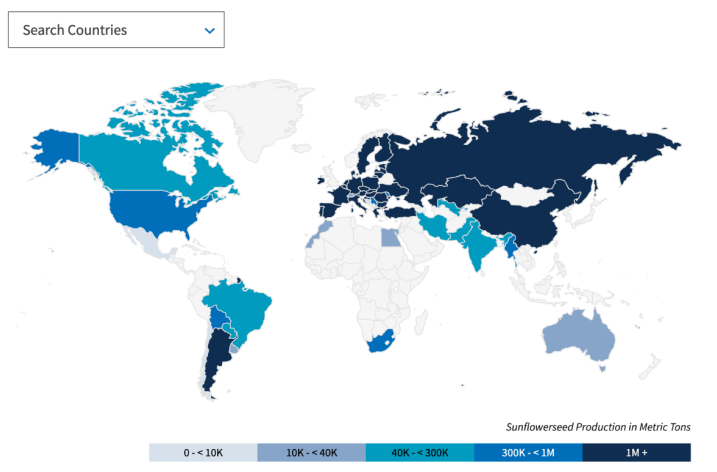 Search Countries
Sunflowerseed Production in Metric Tons
0 - < 10K
10K - < 40K
40K - < 300K
300K - < 1M
1M +